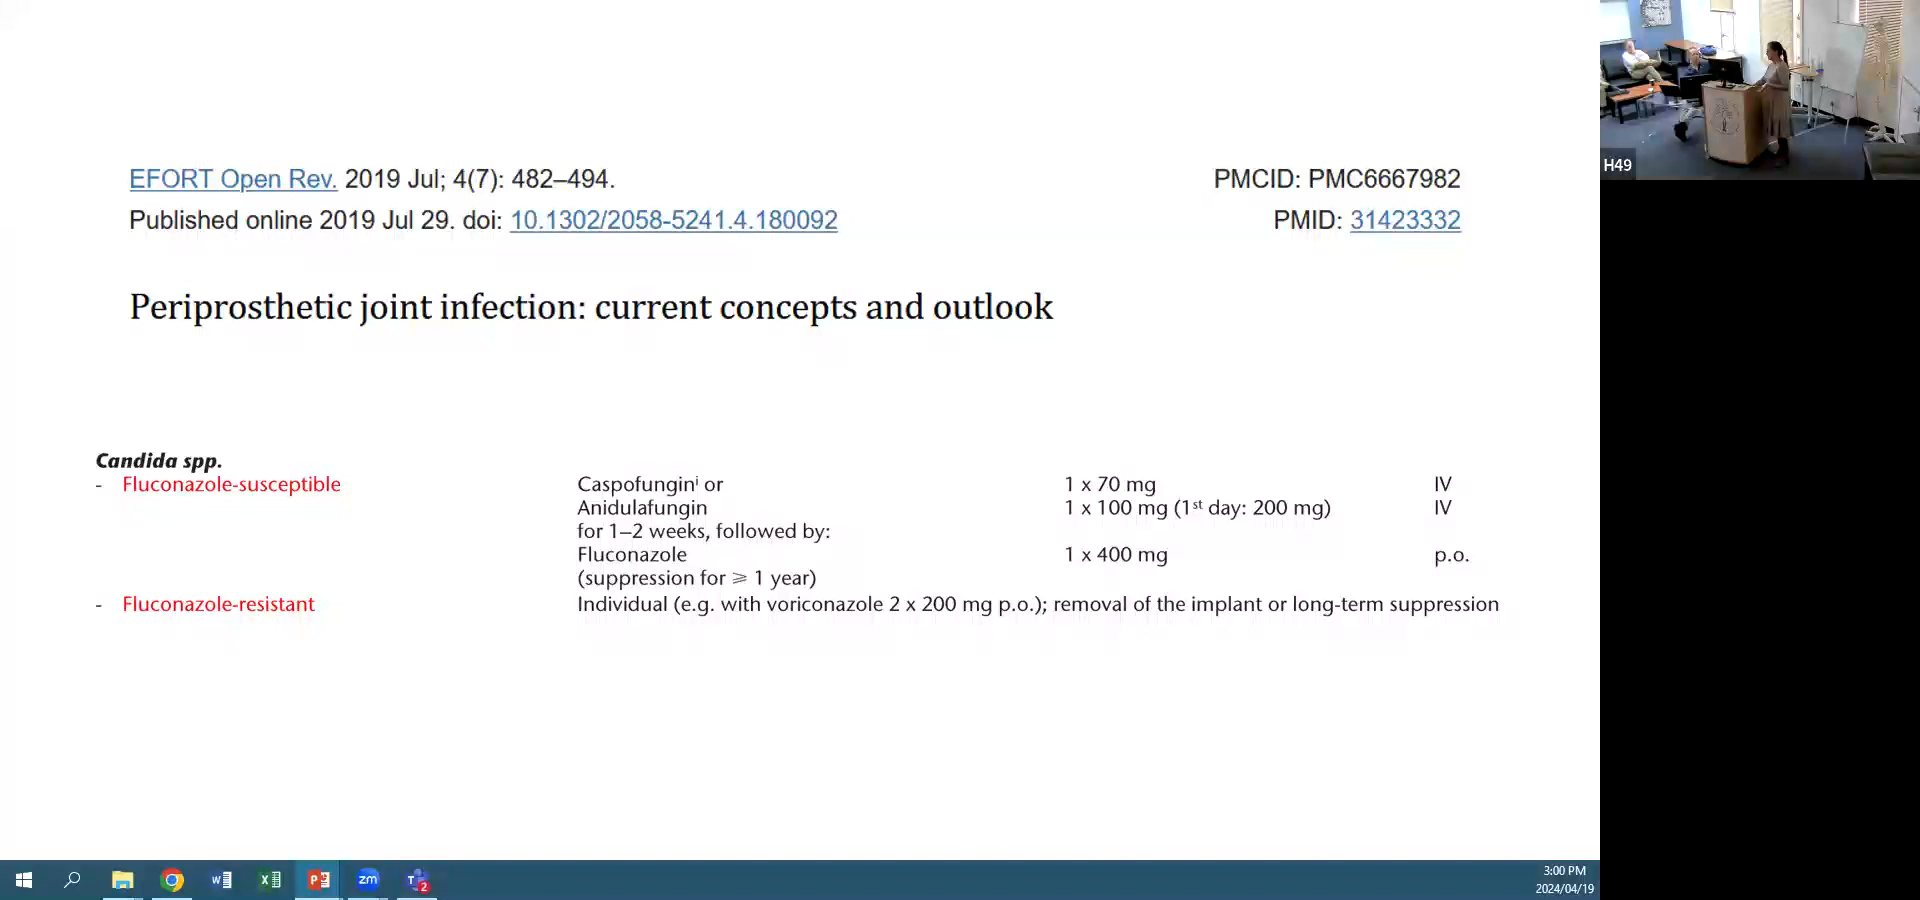 EFORT Open Rev. 2019 Jul; 4(7): 482–494. PMCID: PMC6667982
Published online 2019 Jul 29. doi: 10.1302/2058-5241.4.180092 PMID: 31423332
Periprosthetic joint infection: current concepts and outlook
Candida spp.
- Fluconazole-susceptible Caspofunginⁱ or 1 x 70 mg IV
Anidulafungin 1 x 100 mg (1ˢᵗ day: 200 mg) IV
for 1–2 weeks, followed by:
Fluconazole 1 x 400 mg p.o.
(suppression for ⩾ 1 year)
- Fluconazole-resistant Individual (e.g. with voriconazole 2 x 200 mg p.o.); removal of the implant or long-term suppression
H49
zm
2
3:00 PM
2024/04/19